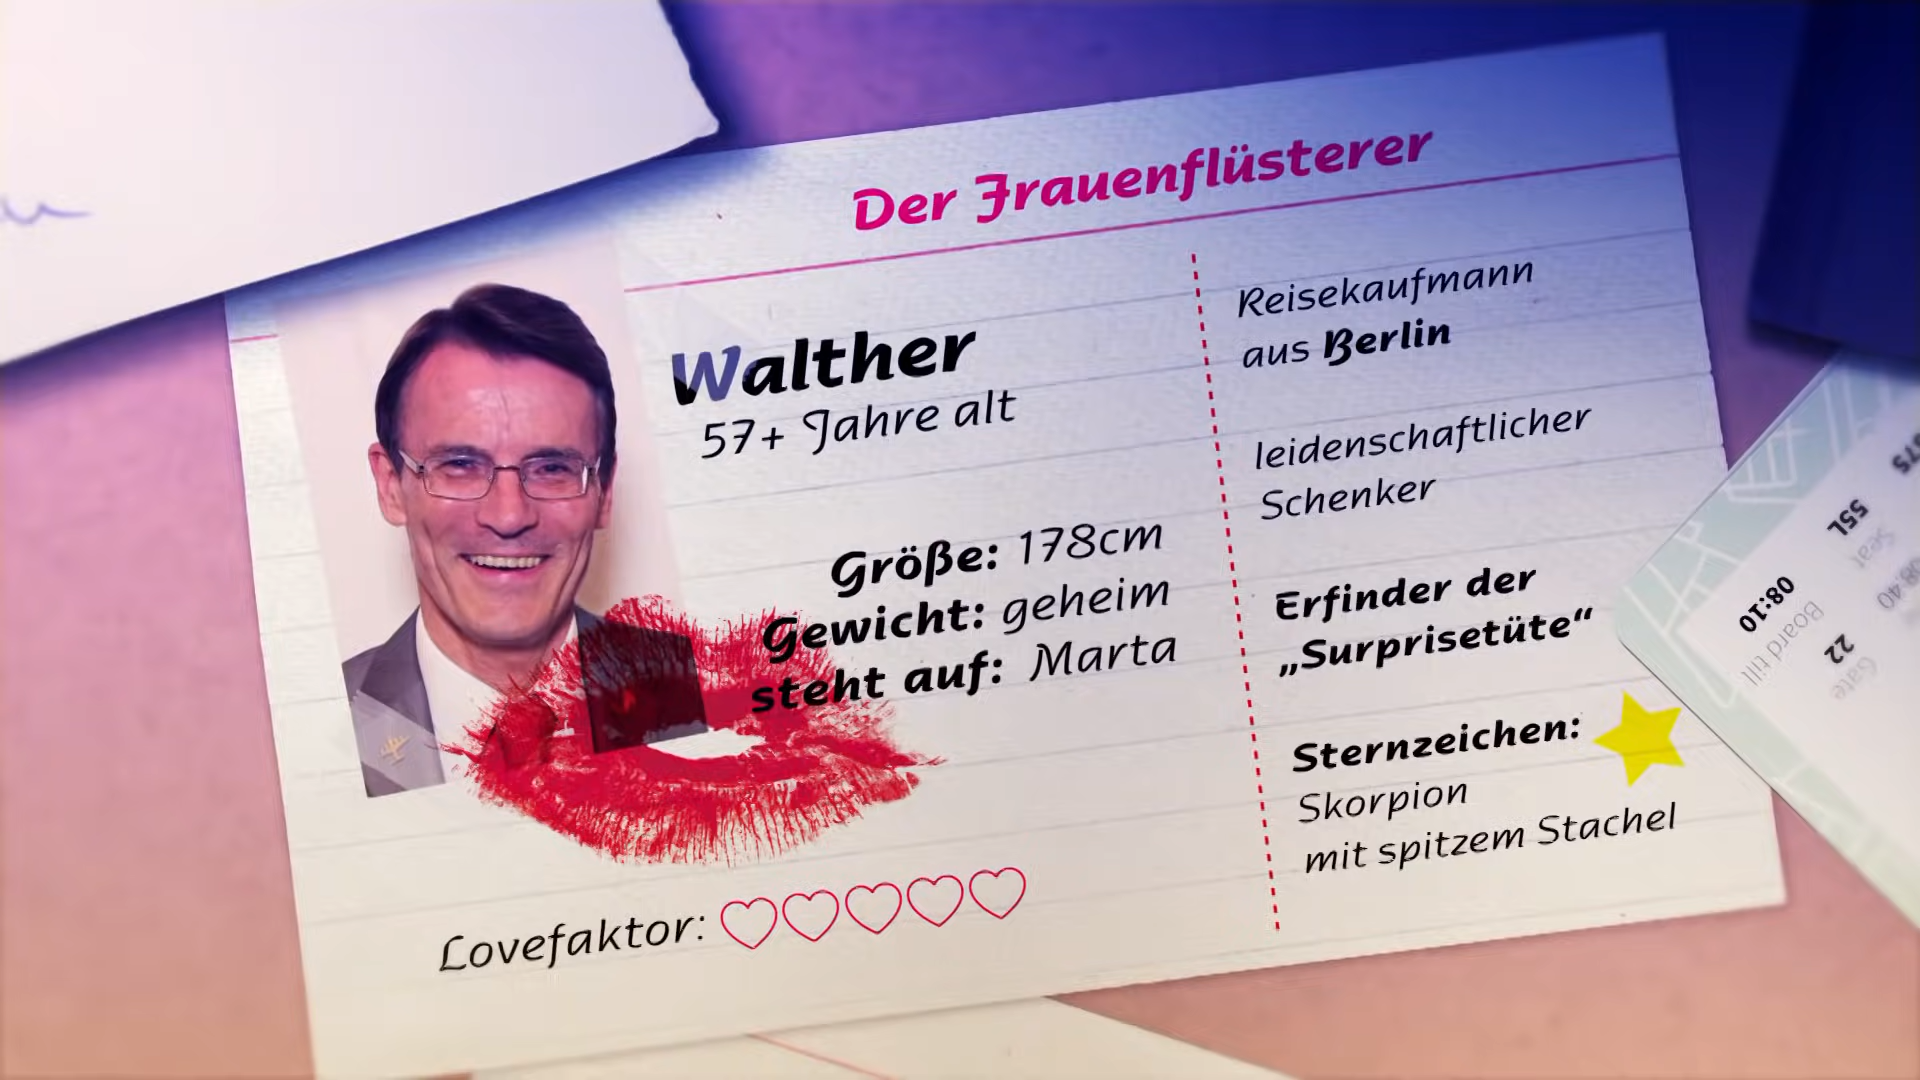 Der Frauenflüsterer
Walther
57+ Jahre alt
Größe: 178cm
Gewicht: geheim
steht auf: Marta
Lovefaktor:
Reisekaufmann
aus Berlin
leidenschaftlicher
Schenker
Erfinder der
„Surprisetüte“
Sternzeichen:
Skorpion
mit spitzem Stachel
55L
Seat
08:40
08:10
Board till
22
Gate